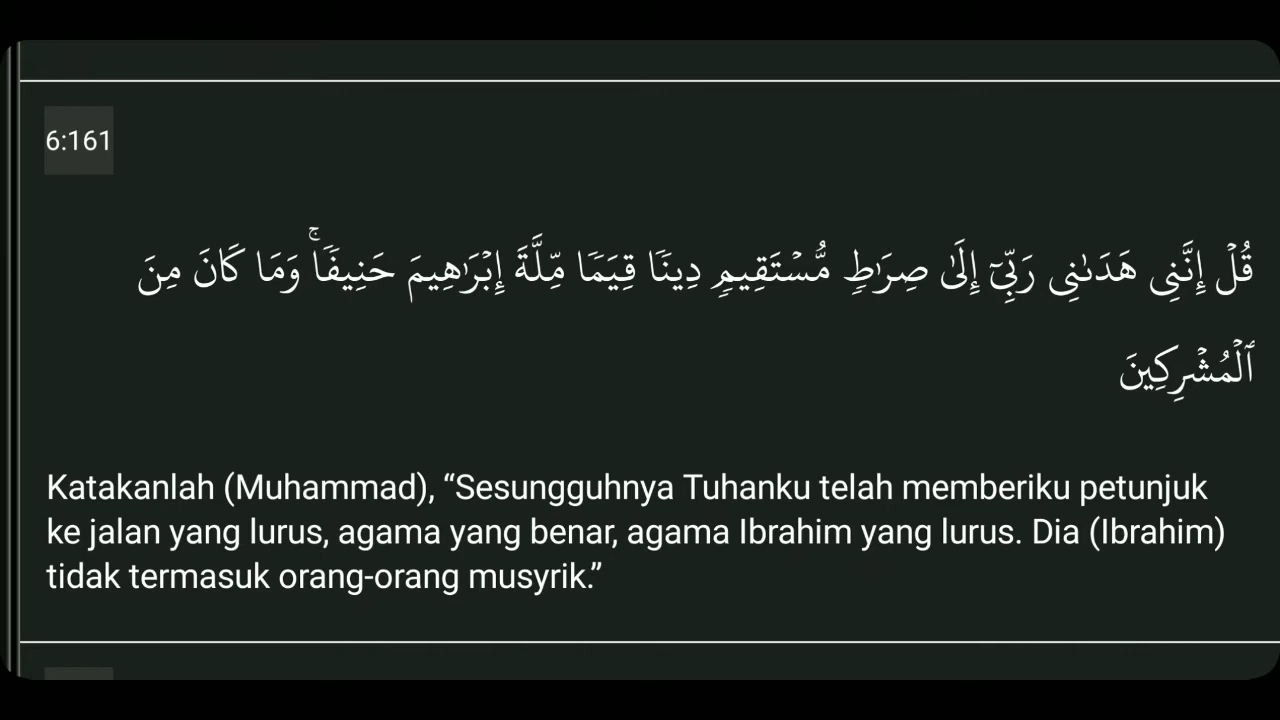 6:161
قُلۡ إِنَّنِى هَدَىٰنِى رَبِّىٓ إِلَىٰ صِرَٰطٍ مُّسۡتَقِيمٍ دِينًا قِيَمًا مِّلَّةَ إِبۡرَٰهِيمَ حَنِيفًاۚ وَمَا كَانَ مِنَ
ٱلۡمُشۡرِكِينَ
Katakanlah (Muhammad), “Sesungguhnya Tuhanku telah memberiku petunjuk
ke jalan yang lurus, agama yang benar, agama Ibrahim yang lurus. Dia (Ibrahim)
tidak termasuk orang-orang musyrik.”